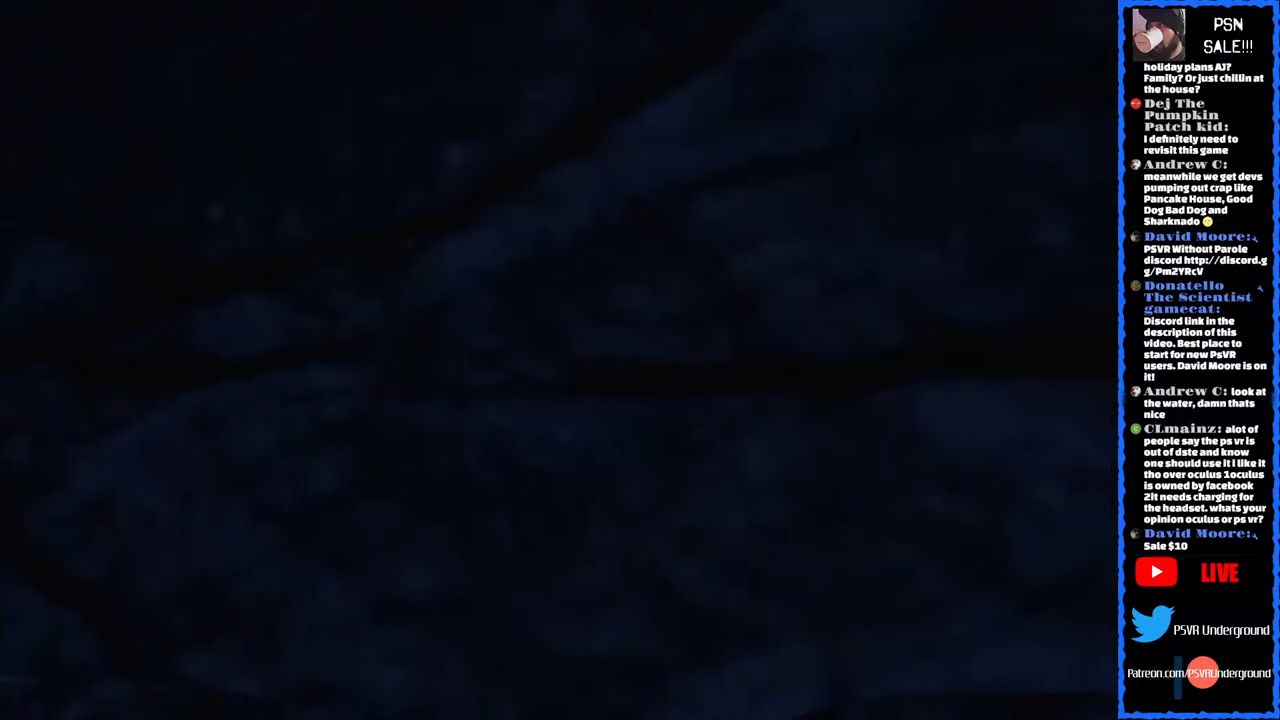 PSN
SALE!!!
holiday plans AJ?
Family? Or just chillin at
the house?
Dej The
Pumpkin
Patch kid:
I definitely need to
revisit this game
Andrew C:
meanwhile we get devs
pumping out crap like
Pancake House, Good
Dog Bad Dog and
Sharknado
David Moore:
PSVR Without Parole
discord http://discord.g
g/Pm2YRcV
Donatello
The Scientist
gamecat:
Discord link in the
description of this
video. Best place to
start for new PsVR
users. David Moore is on
it!
Andrew C: look at
the water, damn thats
nice
CLmainz: alot of
people say the ps vr is
out of dste and know
one should use it i like it
tho over oculus 1oculus
is owned by facebook
2it needs charging for
the headset. whats your
opinion oculus or ps vr?
David Moore:
Sale $10
LIVE
PSVR Underground
Patreon.com/PSVRUnderground